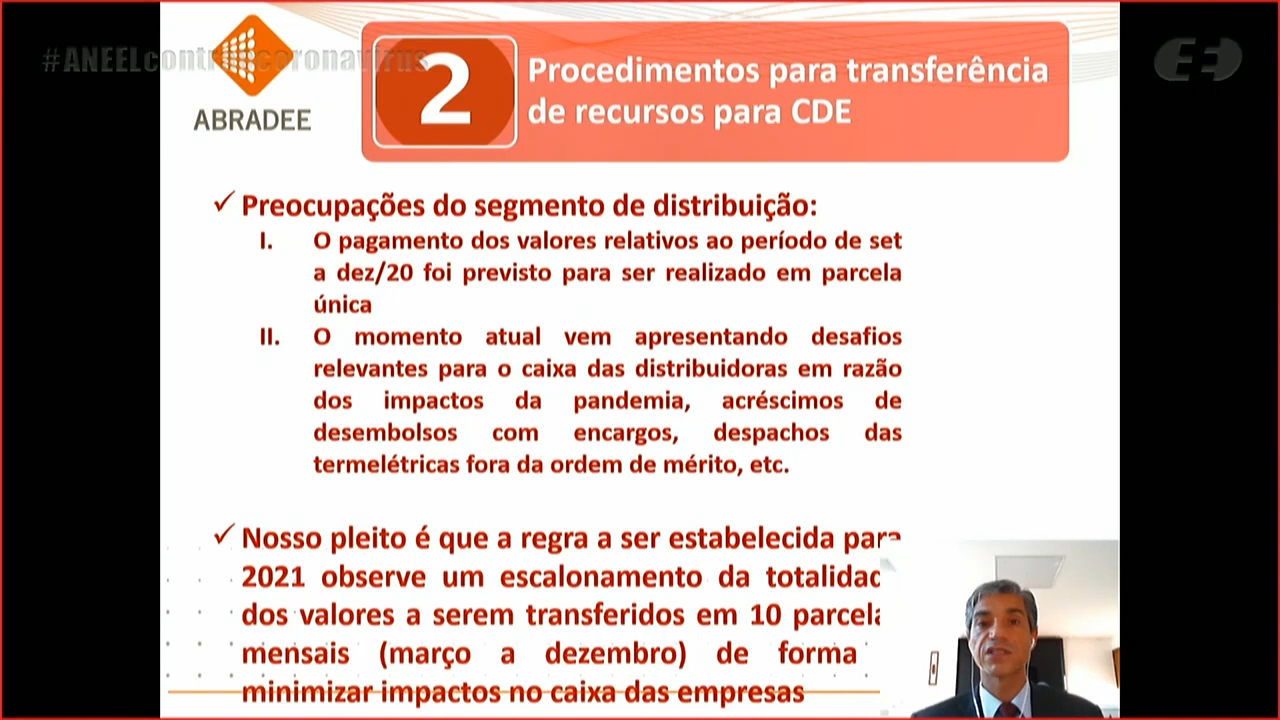 #ANEELcontraocoronavirus
ABRADEE
2
Procedimentos para transferência
de recursos para CDE
✓ Preocupações do segmento de distribuição:
I. O pagamento dos valores relativos ao período de set
a dez/20 foi previsto para ser realizado em parcela
única
II. O momento atual vem apresentando desafios
relevantes para o caixa das distribuidoras em razão
dos impactos da pandemia, acréscimos de
desembolsos com encargos, despachos das
termelétricas fora da ordem de mérito, etc.
✓ Nosso pleito é que a regra a ser estabelecida para
2021 observe um escalonamento da totalidad
dos valores a serem transferidos em 10 parcela
mensais (março a dezembro) de forma
minimizar impactos no caixa das empresas